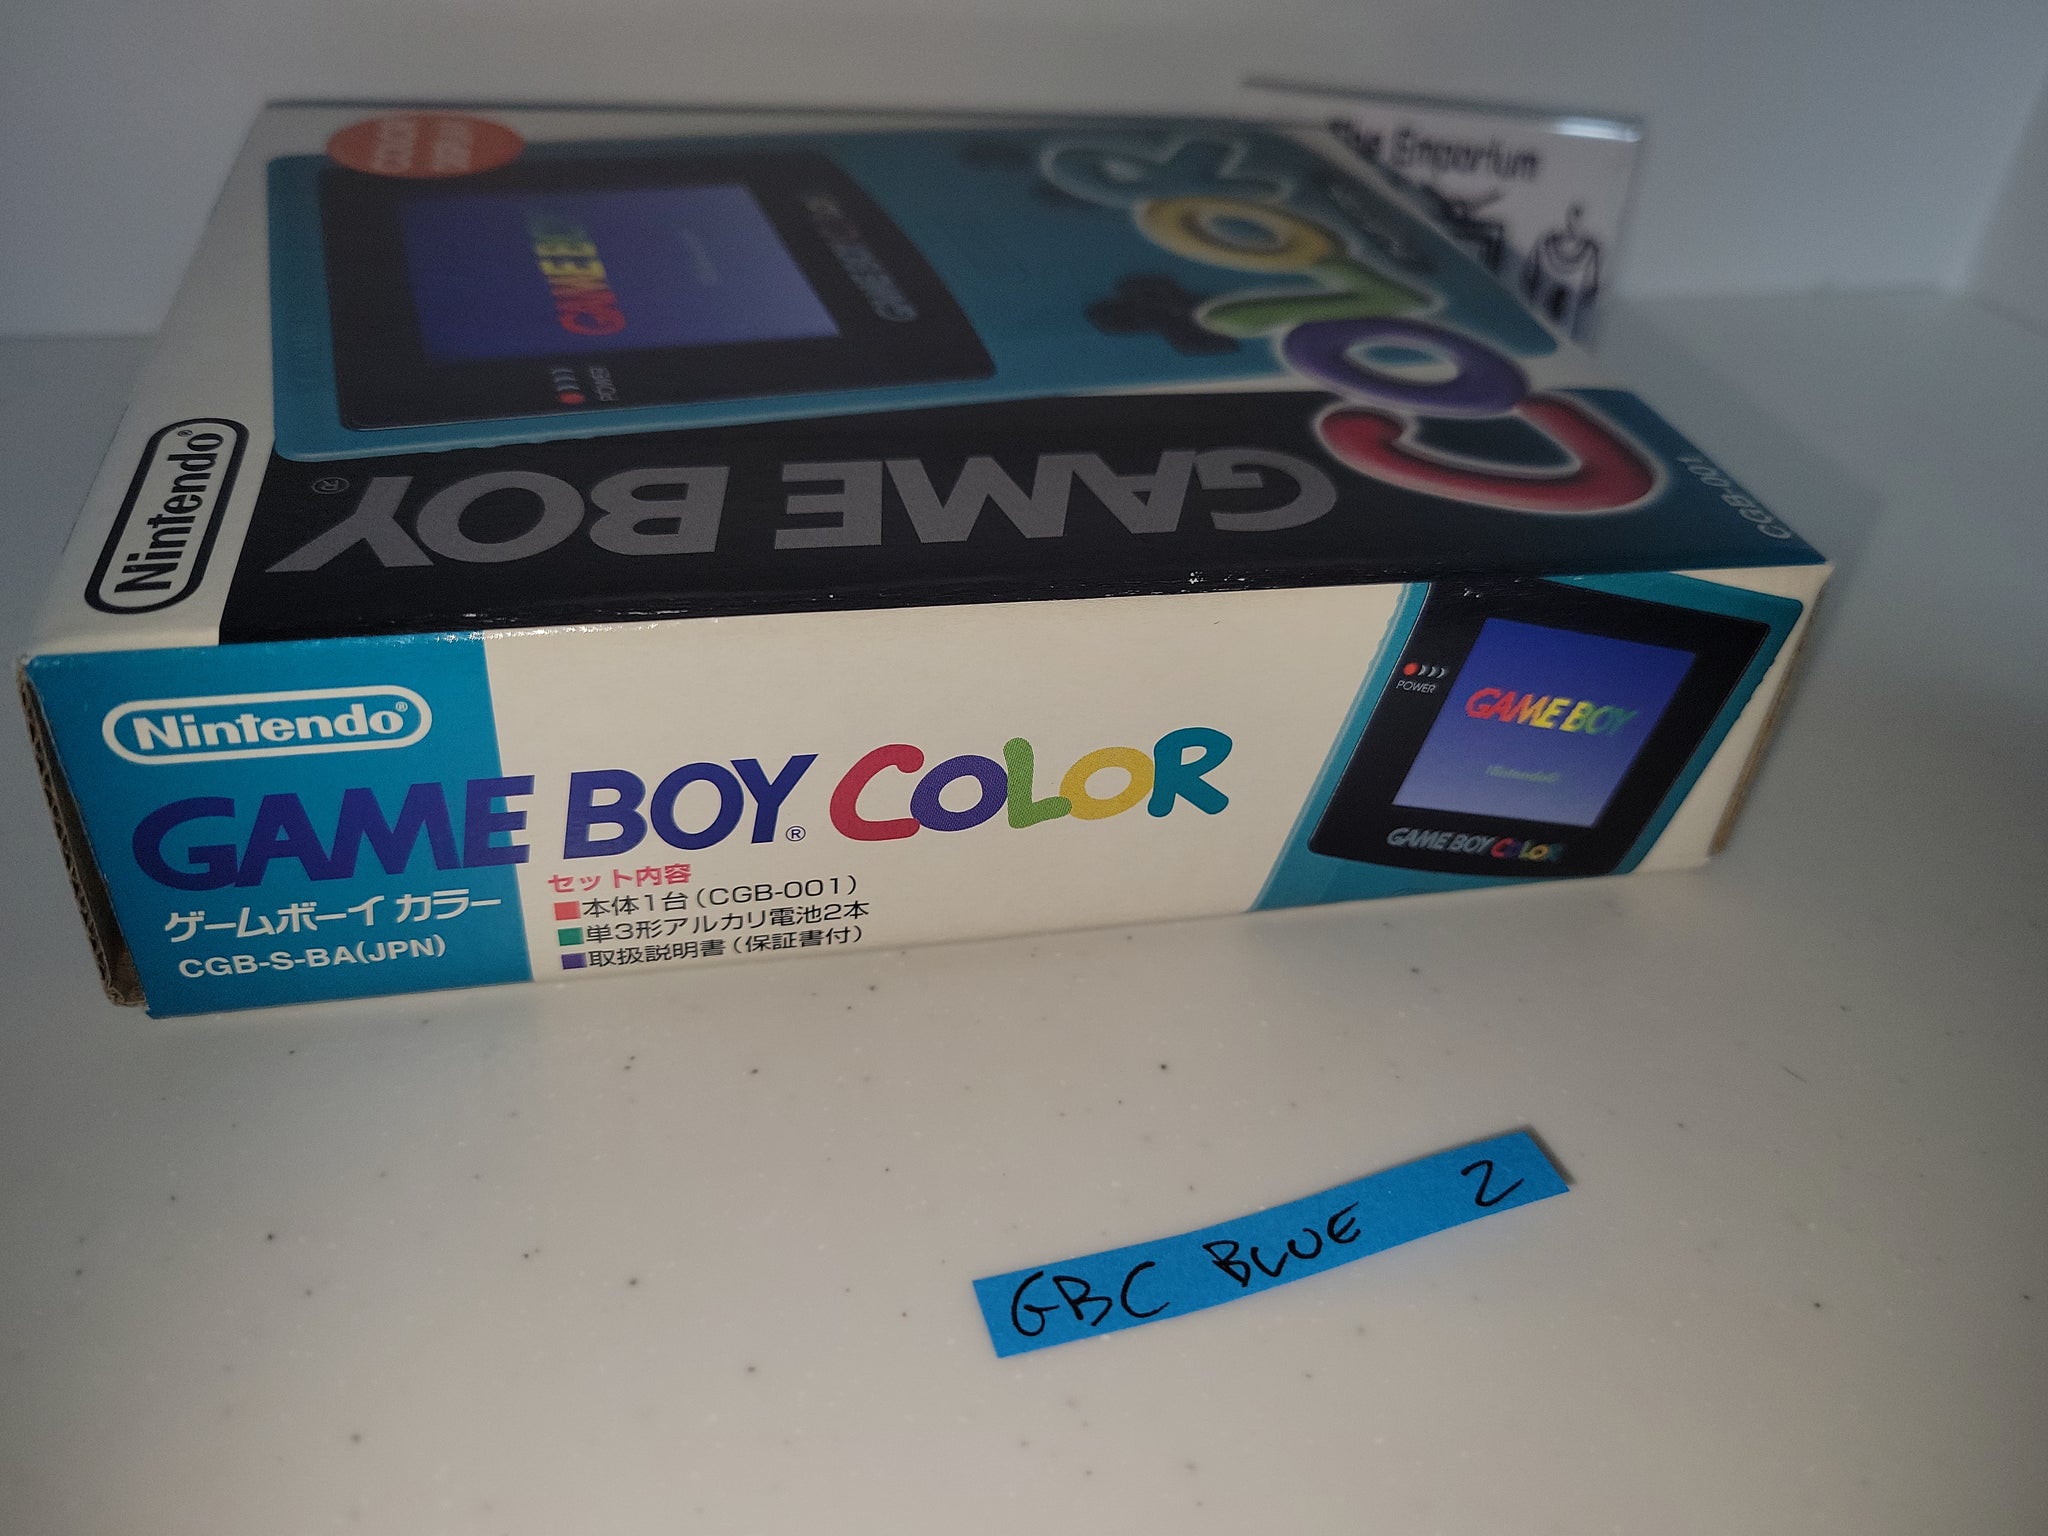 The Emporium
GAME BOY
POWER
COLOR
Nintendo®
GAME BOY®
CGB-001
Nintendo®
GAME BOY® COLOR
ゲームボーイ カラー
CGB-S-BA(JPN)
セット内容
■本体1台(CGB-001)
■単3形アルカリ電池2本
■取扱説明書(保証書付)
POWER
GAME BOY
Nintendo®
GAME BOY COLOR
GBC BLUE 2